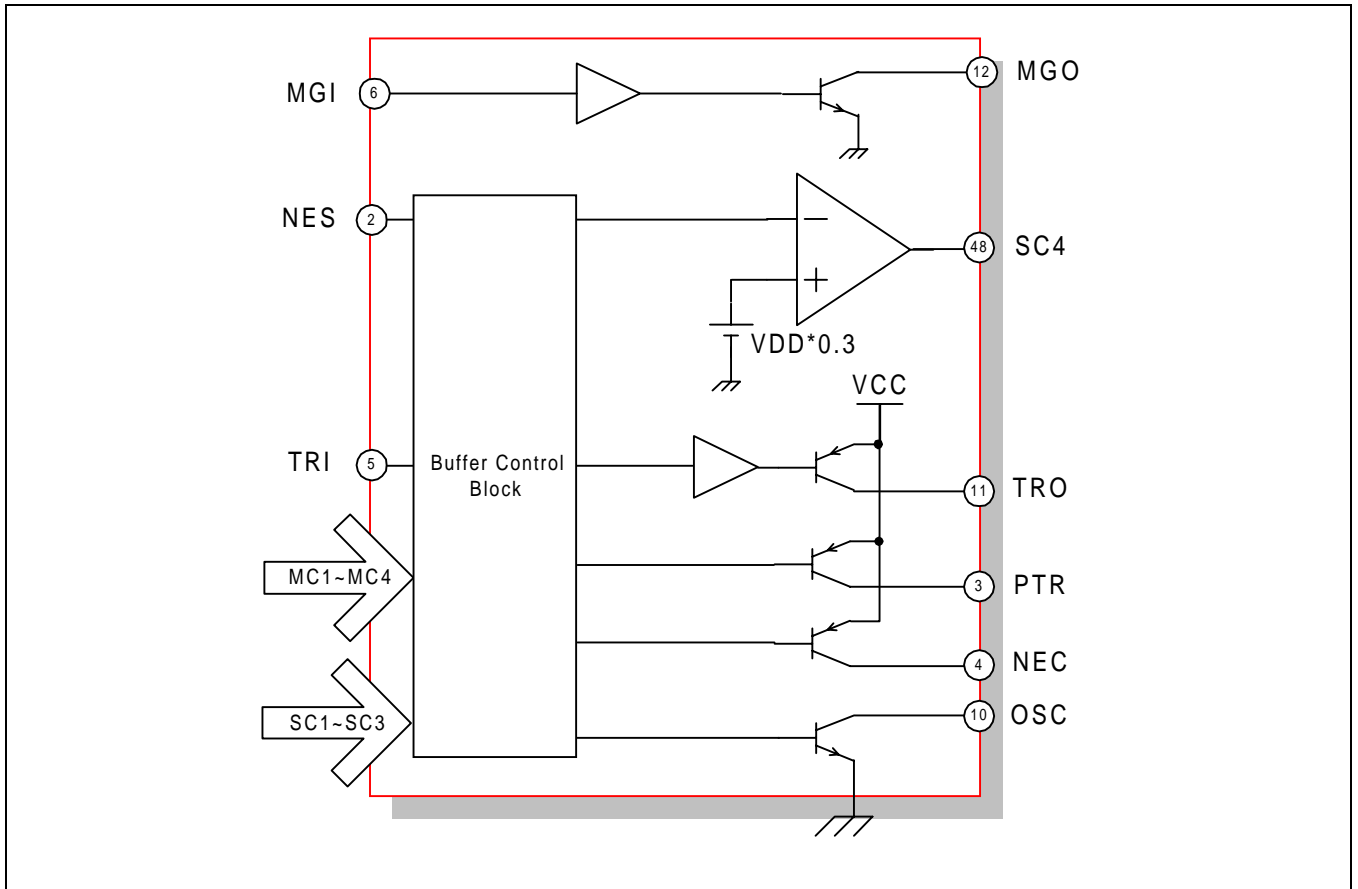 MGI 6
12 MGO
NES 2
48 SC4
VDD*0.3
VCC
TRI 5
Buffer Control
Block
11 TRO
MC1~MC4
3 PTR
4 NEC
SC1~SC3
10 OSC